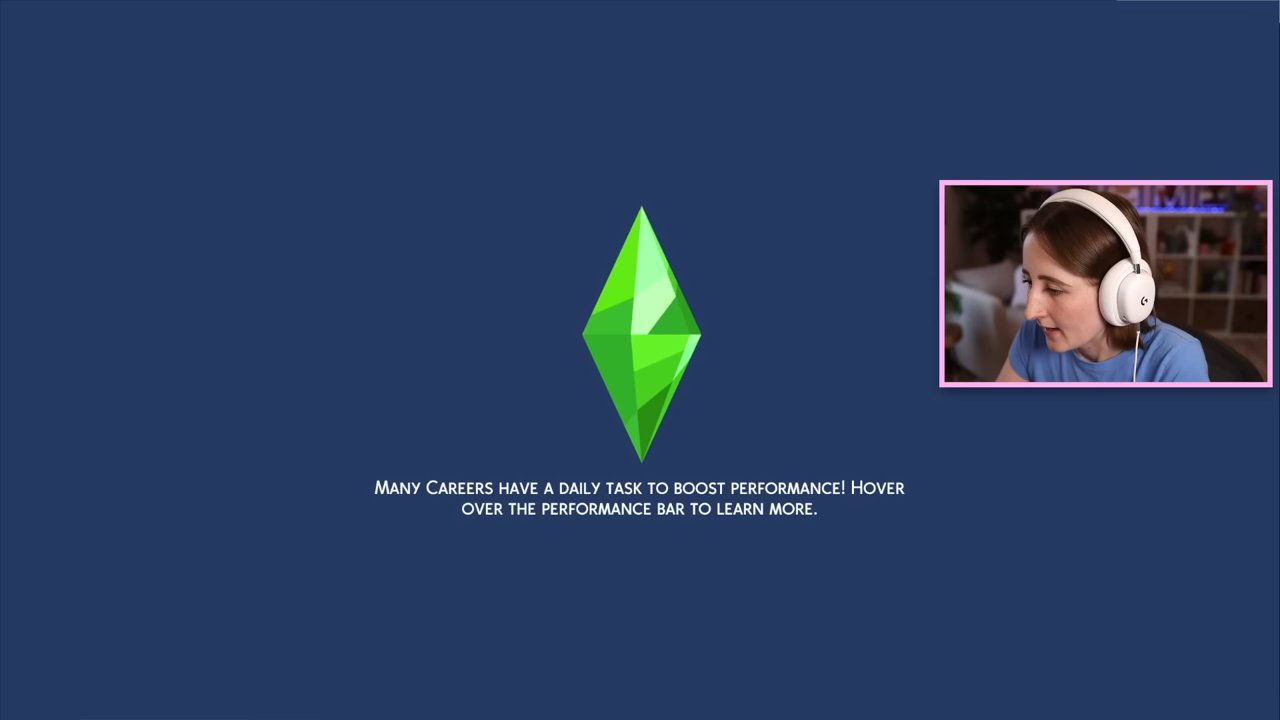 Many Careers have a daily task to boost performance! Hover
over the performance bar to learn more.